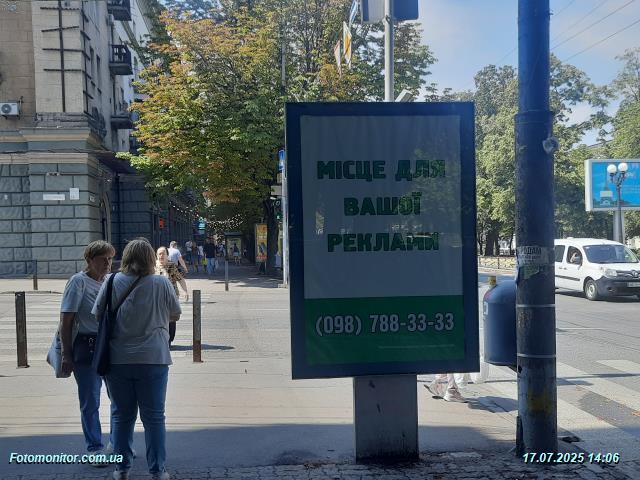 МІСЦЕ ДЛЯ
ВАШОЇ
РЕКЛАМИ
(098) 788-33-33
Fotomonitor.com.ua
17.07.2025 14:06